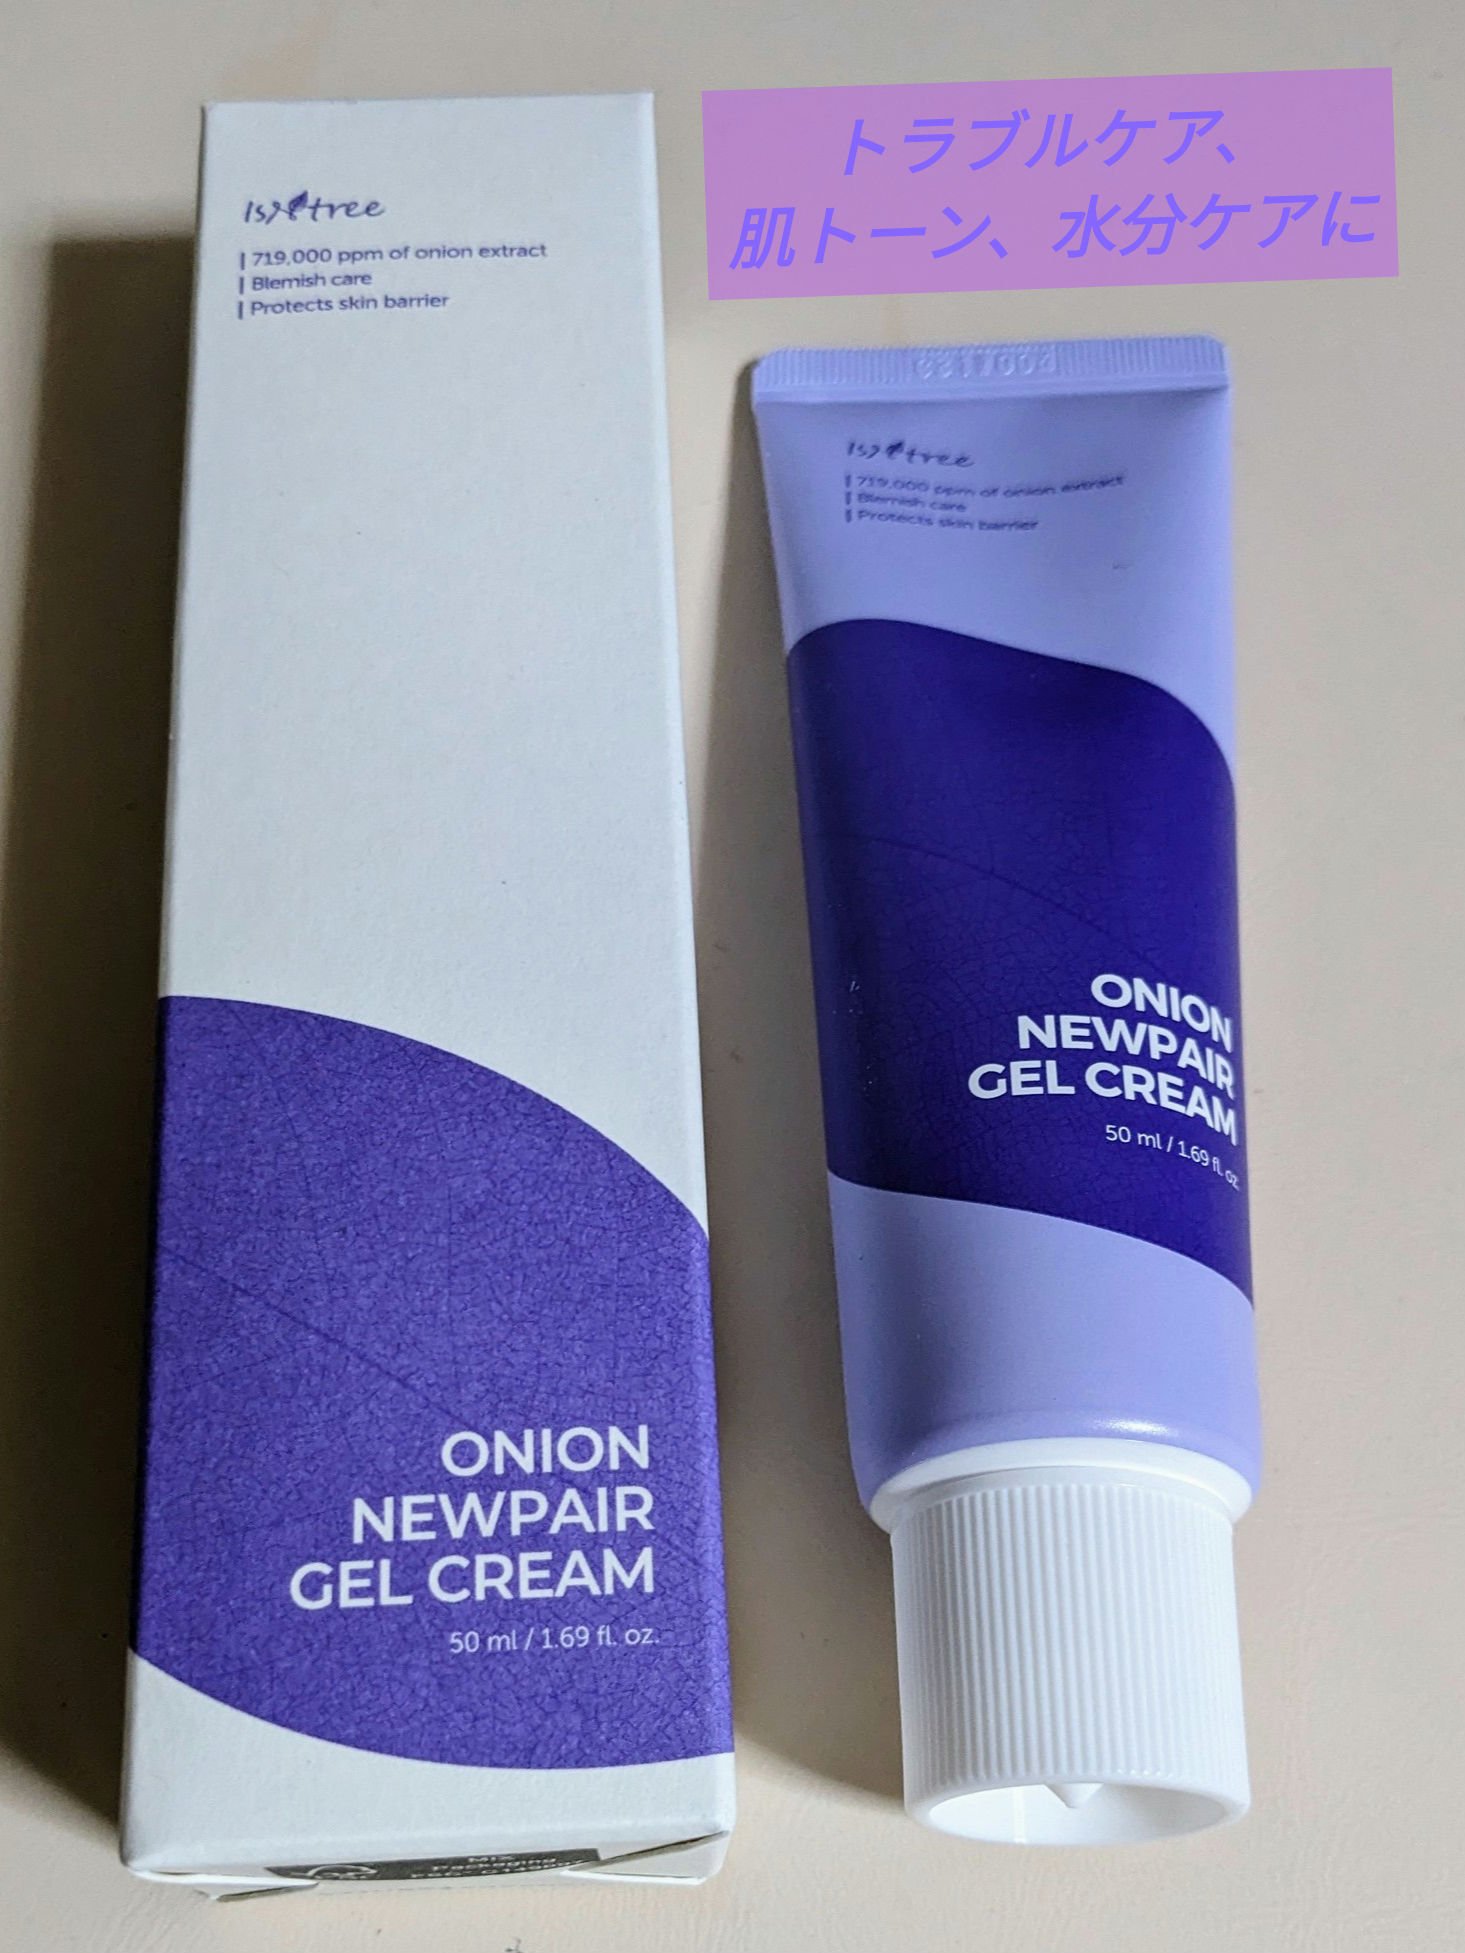 トラブルケア、
肌トーン、水分ケアに
Isntree
719,000 ppm of onion extract
Blemish care
Protects skin barrier
ONION
NEWPAIR
GEL CREAM
50 ml / 1.69 fl. oz.
Isntree
719,000 ppm of onion extract
Blemish care
Protects skin barrier
ONION
NEWPAIR
GEL CREAM
50 ml / 1.69 fl. oz.
MIX
Packaging